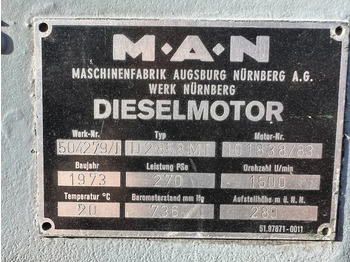 M·A·N
MASCHINENFABRIK AUGSBURG NÜRNBERG A.G.
WERK NÜRNBERG
DIESELMOTOR
Werk-Nr. Typ Motor-Nr.
504279/
Baujahr Leistung PSe Drehzahl U/min
1973 270 1500
Temperatur °C Barometerstand mm Hg Aufstellhöhe m ü. N. N.
20 736
51.97871-0011